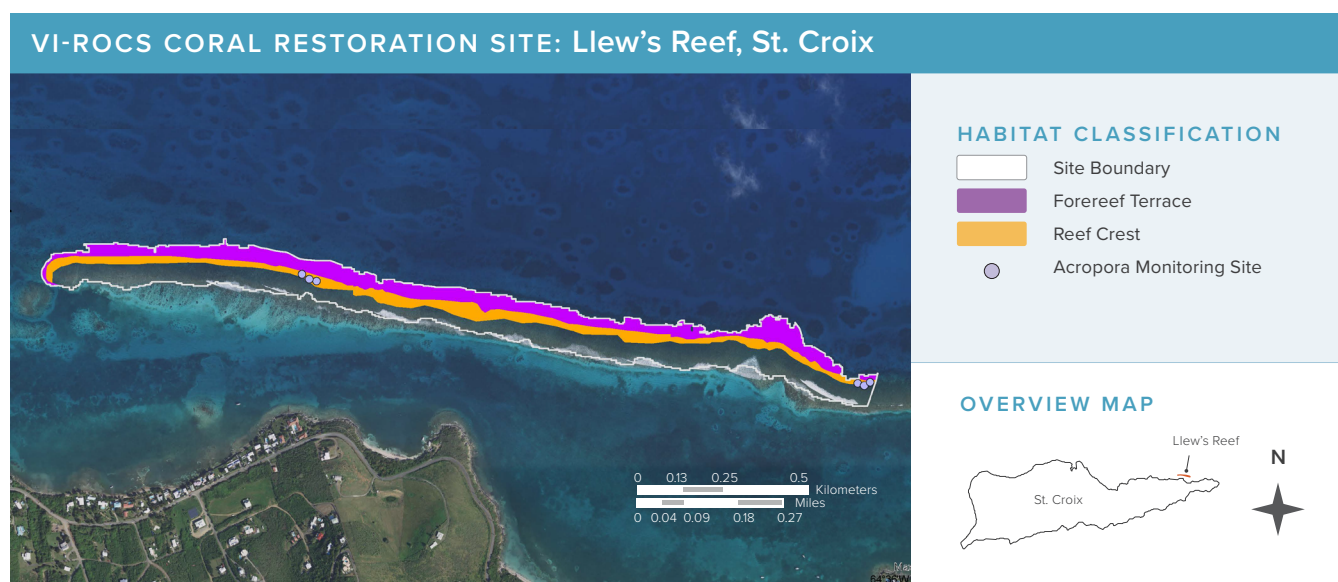 VI-ROCS CORAL RESTORATION SITE: Llew's Reef, St. Croix
HABITAT CLASSIFICATION
Site Boundary
Forereef Terrace
Reef Crest
Acropora Monitoring Site
0 0.13 0.25 0.5
Kilometers
Miles
0 0.04 0.09 0.18 0.27
64°36'W
OVERVIEW MAP
Llew's Reef
N
St. Croix